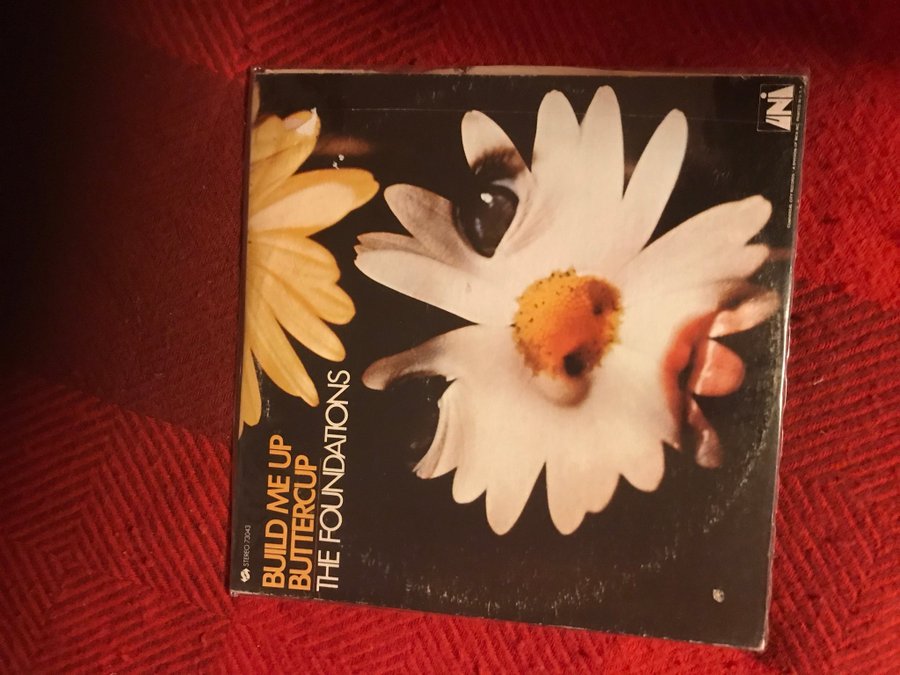 STEREO 73043
BUILD ME UP
BUTTERCUP
THE FOUNDATIONS
UNI